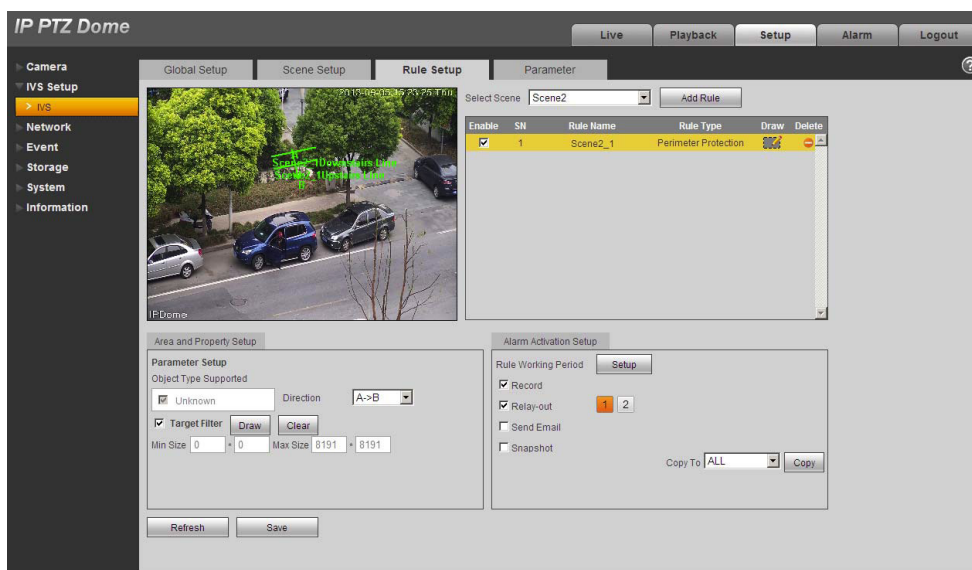 IP PTZ Dome
Live Playback Setup Alarm Logout
Camera
IVS Setup
> IVS
Network
Event
Storage
System
Information
Global Setup Scene Setup Rule Setup Parameter
?
Select Scene Scene2 Add Rule
Enable SN Rule Name Rule Type Draw Delete
1 Scene2_1 Perimeter Protection
IPDome
Area and Property Setup
Parameter Setup
Object Type Supported
Unknown Direction A->B
Target Filter Draw Clear
Min Size 0 * 0 Max Size 8191 * 8191
Alarm Activation Setup
Rule Working Period Setup
Record
Relay-out 1 2
Send Email
Snapshot
Copy To ALL Copy
Refresh Save